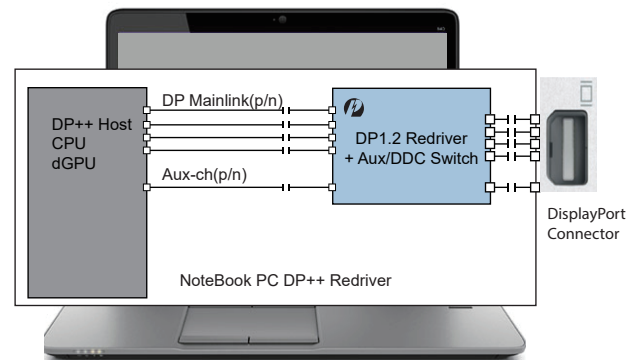 DP Mainlink(p/n)
DP++ Host
CPU
dGPU
Aux-ch(p/n)
DP1.2 Redriver
+ Aux/DDC Switch
DisplayPort
Connector
NoteBook PC DP++ Redriver